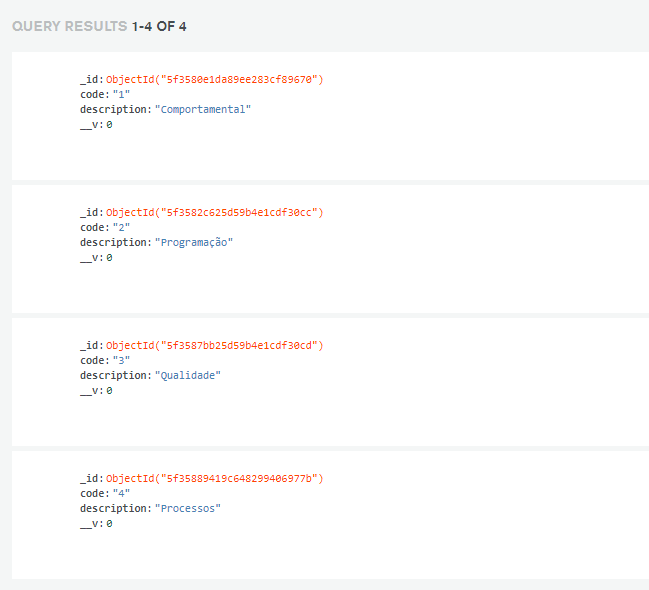 QUERY RESULTS 1-4 OF 4
_id: ObjectId("5f3580e1da89ee283cf89670")
code: "1"
description: "Comportamental"
__v: 0
_id: ObjectId("5f3582c625d59b4e1cdf30cc")
code: "2"
description: "Programação"
__v: 0
_id: ObjectId("5f3587bb25d59b4e1cdf30cd")
code: "3"
description: "Qualidade"
__v: 0
_id: ObjectId("5f35889419c648299406977b")
code: "4"
description: "Processos"
__v: 0